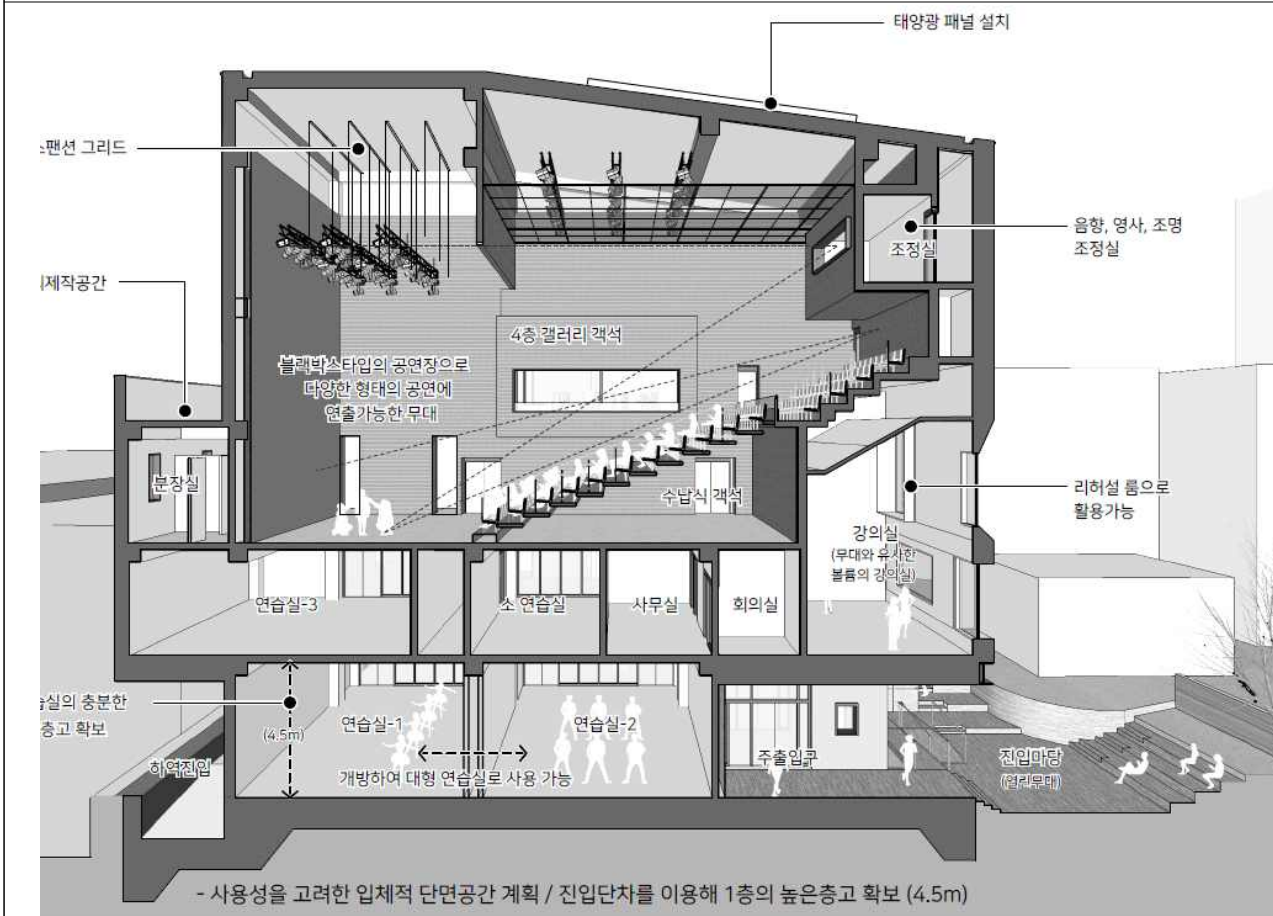 태양광 패널 설치
스팬션 그리드
음향, 영사, 조명
조정실
조정실
제작공간
4층 갤러리 객석
블랙박스타입의 공연장으로
다양한 형태의 공연에
연출가능한 무대
분장실
수납식 객석
리허설 룸으로
활용가능
강의실
(무대와 유사한
볼륨의 강의실)
연습실-3
소 연습실
사무실
회의실
습실의 충분한
층고 확보
(4.5m)
연습실-1
연습실-2
개방하여 대형 연습실로 사용 가능
하역진입
주출입구
진입마당
(열린무대)
- 사용성을 고려한 입체적 단면공간 계획 / 진입단차를 이용해 1층의 높은층고 확보 (4.5m)